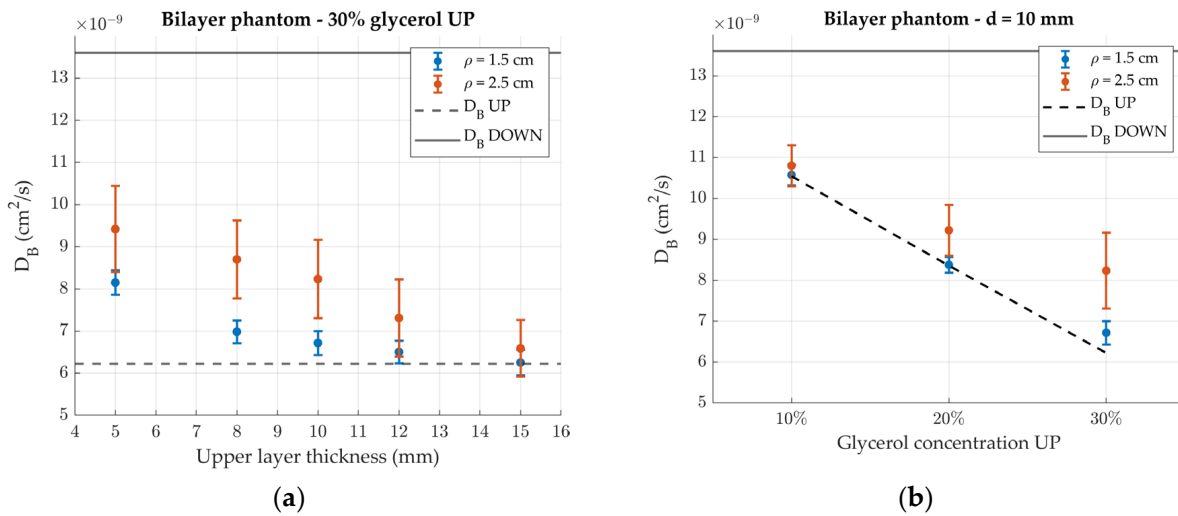 Bilayer phantom - 30% glycerol UP
×10⁻⁹
13
12
11
10
9
8
7
6
5
D_B (cm²/s)
4 5 6 7 8 9 10 11 12 13 14 15 16
Upper layer thickness (mm)
ρ = 1.5 cm
ρ = 2.5 cm
D_B UP
D_B DOWN
(a)
Bilayer phantom - d = 10 mm
×10⁻⁹
13
12
11
10
9
8
7
6
5
D_B (cm²/s)
10% 20% 30%
Glycerol concentration UP
ρ = 1.5 cm
ρ = 2.5 cm
D_B UP
D_B DOWN
(b)